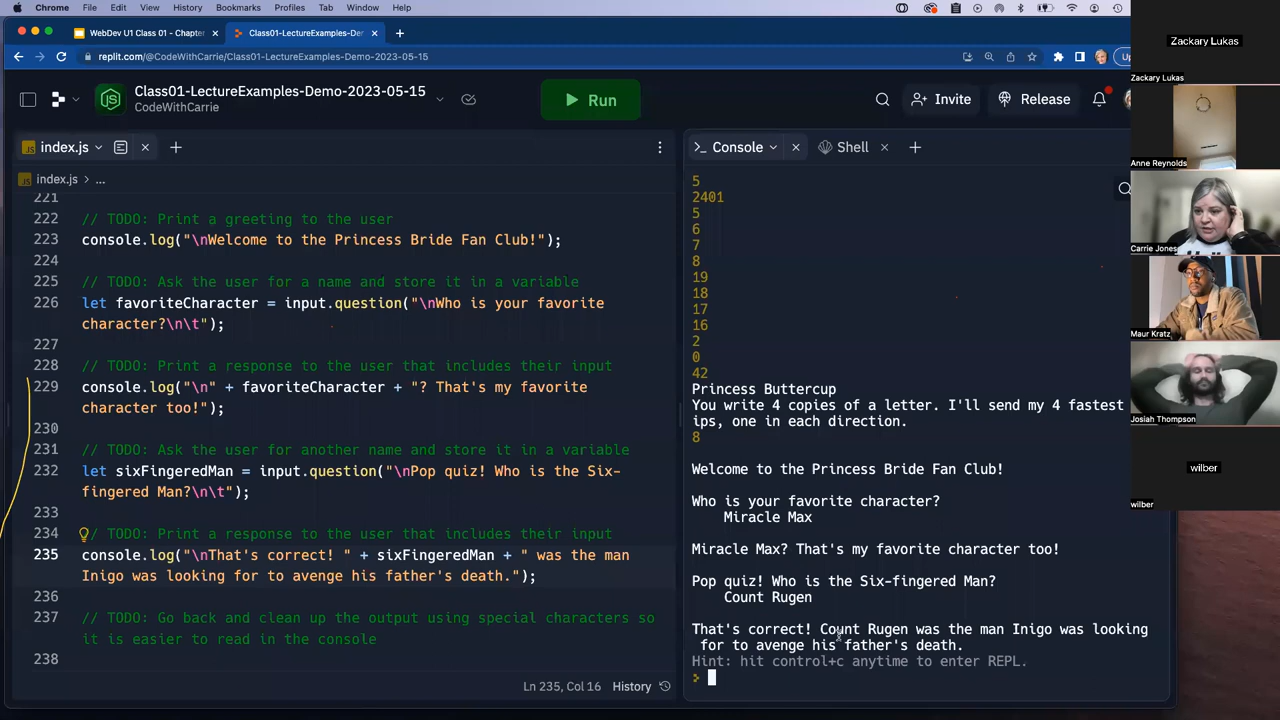 Chrome File Edit View History Bookmarks Profiles Tab Window Help
WebDev U1 Class 01 - Chapter
Class01-LectureExamples-Dem
replit.com/@CodeWithCarrie/Class01-LectureExamples-Demo-2023-05-15
Class01-LectureExamples-Demo-2023-05-15
CodeWithCarrie
Run
Invite
Release
index.js
index.js > ...
221
222 // TODO: Print a greeting to the user
223 console.log("\nWelcome to the Princess Bride Fan Club!");
224
225 // TODO: Ask the user for a name and store it in a variable
226 let favoriteCharacter = input.question("\nWho is your favorite
character?\n\t");
227
228 // TODO: Print a response to the user that includes their input
229 console.log("\n" + favoriteCharacter + "? That's my favorite
character too!");
230
231 // TODO: Ask the user for another name and store it in a variable
232 let sixFingeredMan = input.question("\nPop quiz! Who is the Six-
fingered Man?\n\t");
233
234 // TODO: Print a response to the user that includes their input
235 console.log("\nThat's correct! " + sixFingeredMan + " was the man
Inigo was looking for to avenge his father's death.");
236
237 // TODO: Go back and clean up the output using special characters so
it is easier to read in the console
238
Ln 235, Col 16 History
Console
Shell
5
2401
5
6
7
8
19
18
17
16
2
0
42
Princess Buttercup
You write 4 copies of a letter. I'll send my 4 fastest
ips, one in each direction.
8
Welcome to the Princess Bride Fan Club!
Who is your favorite character?
Miracle Max
Miracle Max? That's my favorite character too!
Pop quiz! Who is the Six-fingered Man?
Count Rugen
That's correct! Count Rugen was the man Inigo was looking
for to avenge his father's death.
Hint: hit control+c anytime to enter REPL.
>
Zackary Lukas
Zackary Lukas
Anne Reynolds
Carrie Jones
Maur Kratz
Josiah Thompson
wilber
wilber